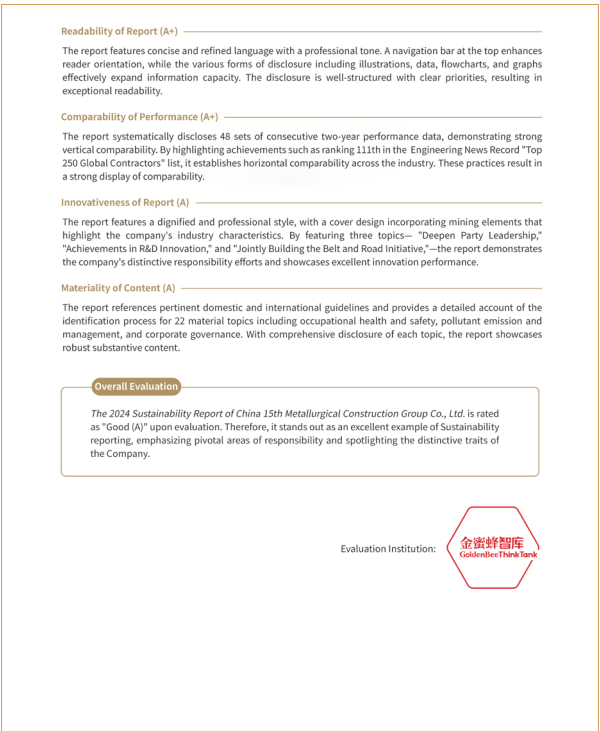 Readability of Report (A+)
The report features concise and refined language with a professional tone. A navigation bar at the top enhances
reader orientation, while the various forms of disclosure including illustrations, data, flowcharts, and graphs
effectively expand information capacity. The disclosure is well-structured with clear priorities, resulting in
exceptional readability.
Comparability of Performance (A+)
The report systematically discloses 48 sets of consecutive two-year performance data, demonstrating strong
vertical comparability. By highlighting achievements such as ranking 111th in the Engineering News Record "Top
250 Global Contractors" list, it establishes horizontal comparability across the industry. These practices result in
a strong display of comparability.
Innovativeness of Report (A)
The report features a dignified and professional style, with a cover design incorporating mining elements that
highlight the company's industry characteristics. By featuring three topics— "Deepen Party Leadership,"
"Achievements in R&D Innovation," and "Jointly Building the Belt and Road Initiative,"—the report demonstrates
the company's distinctive responsibility efforts and showcases excellent innovation performance.
Materiality of Content (A)
The report references pertinent domestic and international guidelines and provides a detailed account of the
identification process for 22 material topics including occupational health and safety, pollutant emission and
management, and corporate governance. With comprehensive disclosure of each topic, the report showcases
robust substantive content.
Overall Evaluation
The 2024 Sustainability Report of China 15th Metallurgical Construction Group Co., Ltd. is rated
as "Good (A)" upon evaluation. Therefore, it stands out as an excellent example of Sustainability
reporting, emphasizing pivotal areas of responsibility and spotlighting the distinctive traits of
the Company.
Evaluation Institution:
金蜜蜂智库
GoldenBeeThinkTank